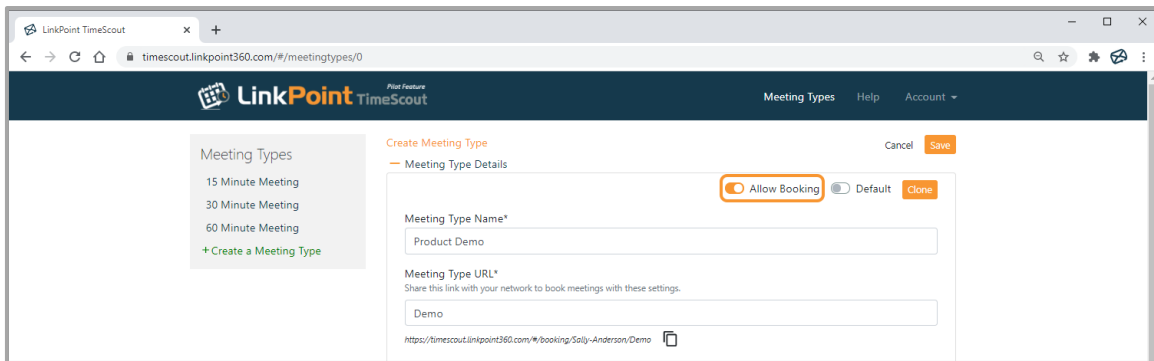 LinkPoint TimeScout
timescout.linkpoint360.com/#/meetingtypes/0
LinkPoint TimeScout
Pilot Feature
Meeting Types Help Account
Meeting Types
15 Minute Meeting
30 Minute Meeting
60 Minute Meeting
+ Create a Meeting Type
Create Meeting Type
Cancel Save
Meeting Type Details
Allow Booking Default Clone
Meeting Type Name*
Product Demo
Meeting Type URL*
Share this link with your network to book meetings with these settings.
Demo
https://timescout.linkpoint360.com/#/booking/Sally-Anderson/Demo